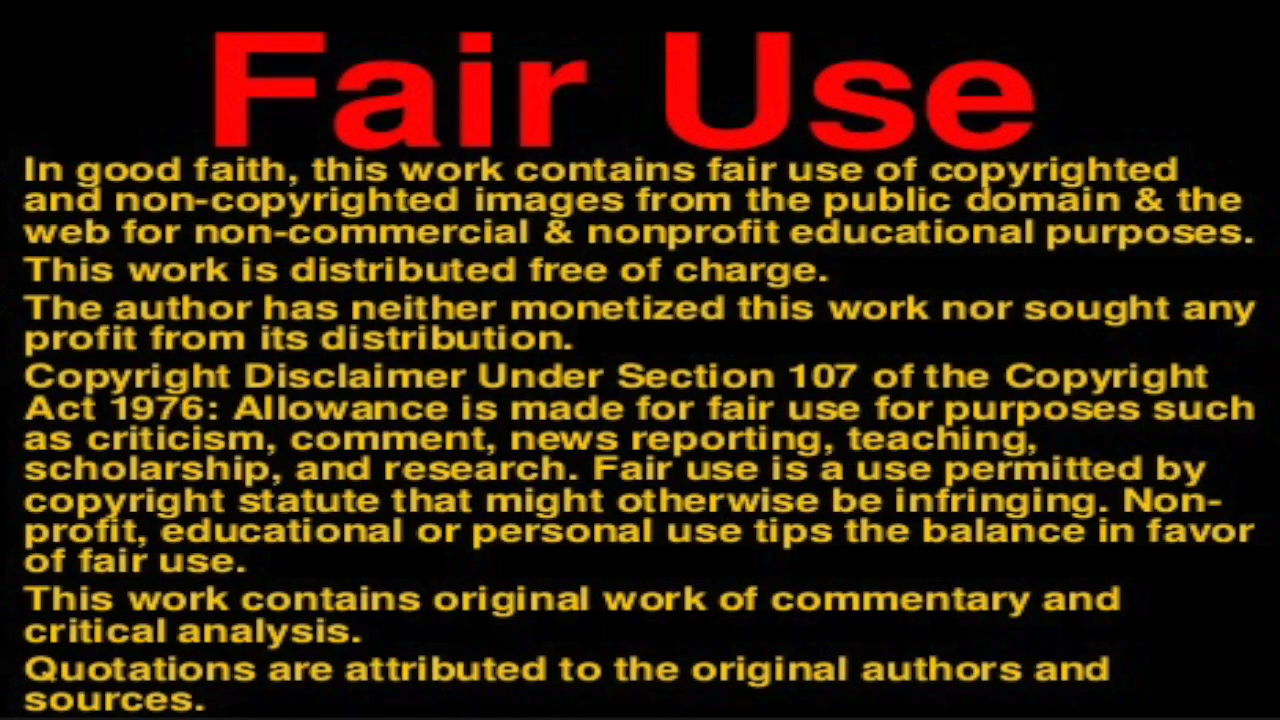 Fair Use
In good faith, this work contains fair use of copyrighted
and non-copyrighted images from the public domain & the
web for non-commercial & nonprofit educational purposes.
This work is distributed free of charge.
The author has neither monetized this work nor sought any
profit from its distribution.
Copyright Disclaimer Under Section 107 of the Copyright
Act 1976: Allowance is made for fair use for purposes such
as criticism, comment, news reporting, teaching,
scholarship, and research. Fair use is a use permitted by
copyright statute that might otherwise be infringing. Non-
profit, educational or personal use tips the balance in favor
of fair use.
This work contains original work of commentary and
critical analysis.
Quotations are attributed to the original authors and
sources.